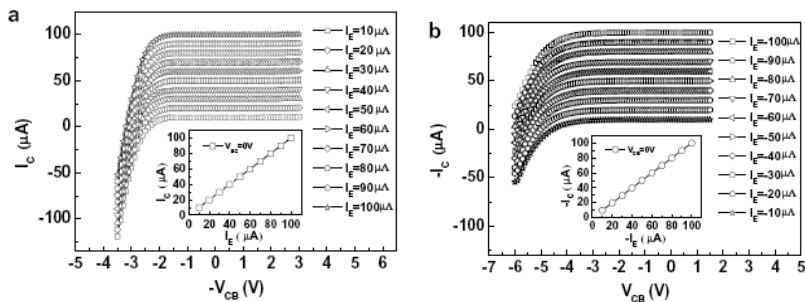 a
I_C (μA)
100
50
0
-50
-100
-5 -4 -3 -2 -1 0 1 2 3 4 5 6
-V_CB (V)
I_E=10μA
I_E=20μA
I_E=30μA
I_E=40μA
I_E=50μA
I_E=60μA
I_E=70μA
I_E=80μA
I_E=90μA
I_E=100μA
V_BC=0V
I_C (μA)
100
80
60
40
20
0 20 40 60 80 100
I_E (μA)
b
-I_C (μA)
100
50
0
-50
-100
-7 -6 -5 -4 -3 -2 -1 0 1 2 3 4 5
V_CB (V)
I_E=-100μA
I_E=-90μA
I_E=-80μA
I_E=-70μA
I_E=-60μA
I_E=-50μA
I_E=-40μA
I_E=-30μA
I_E=-20μA
I_E=-10μA
V_CB=0V
-I_C (μA)
100
80
60
40
20
0 20 40 60 80 100
-I_E (μA)